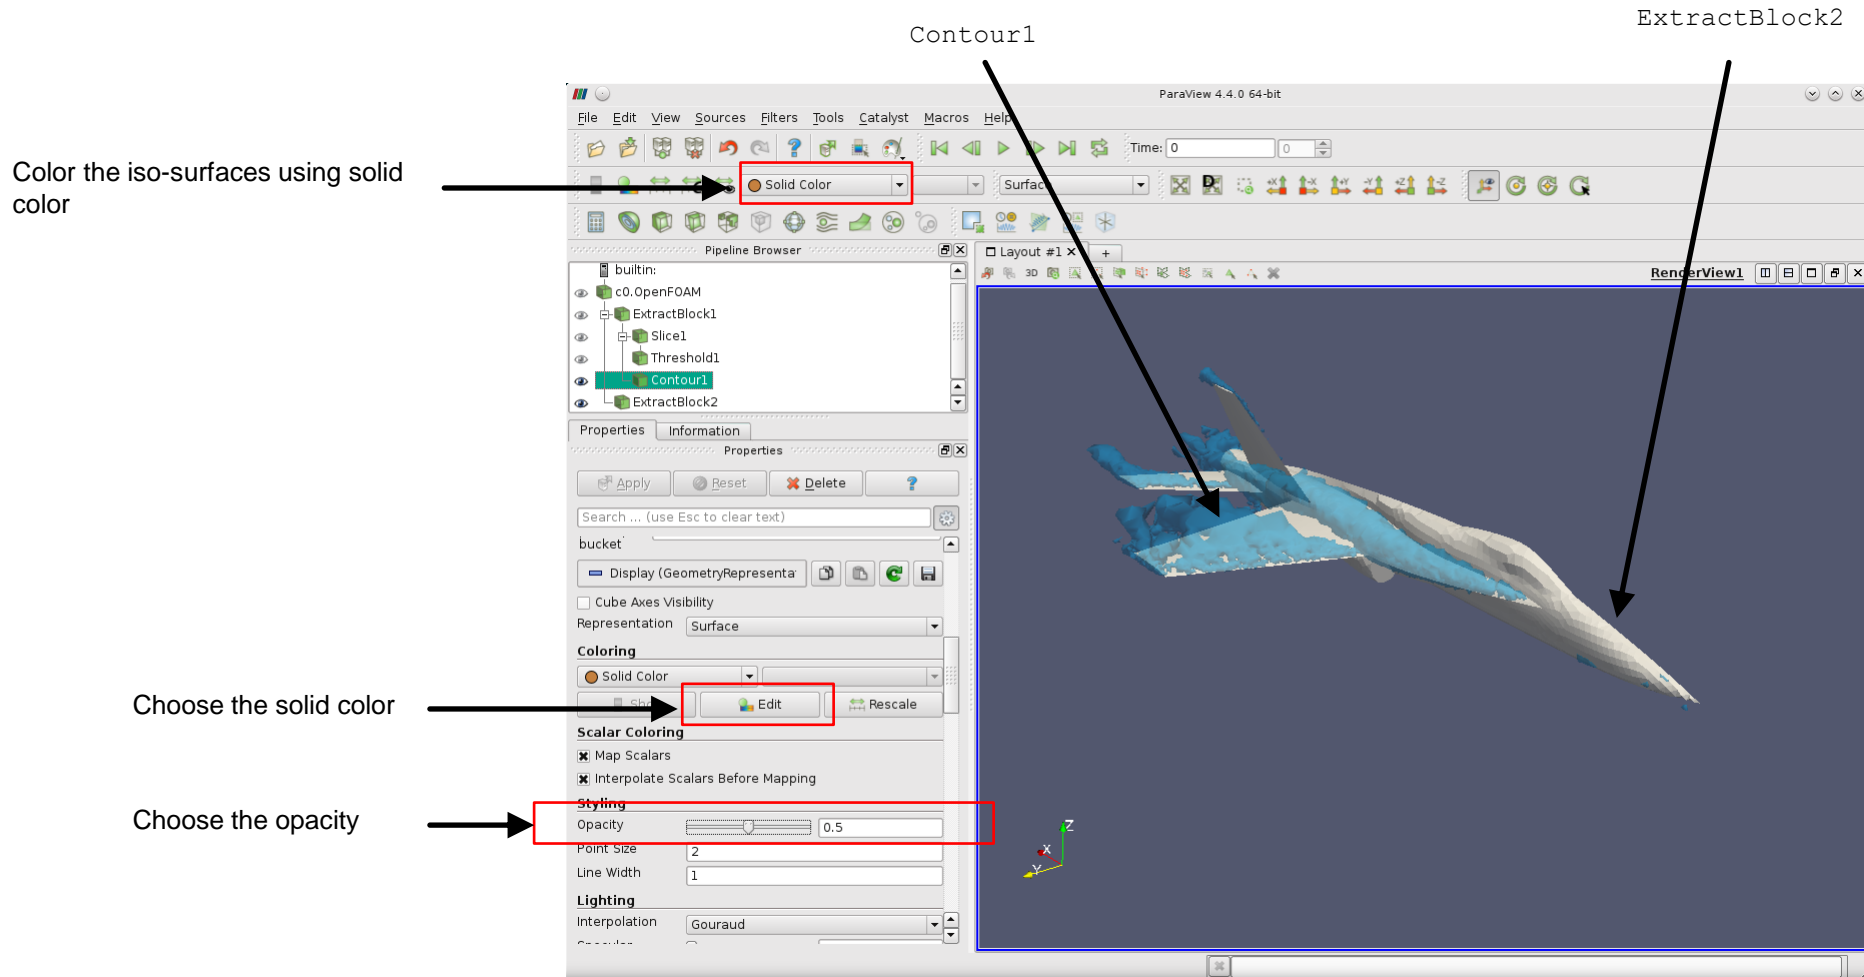 Contour1
ExtractBlock2
ParaView 4.4.0 64-bit
File Edit View Sources Filters Tools Catalyst Macros Help
Time: 0 0
Color the iso-surfaces using solid
color
Solid Color Surface
Pipeline Browser
Layout #1 × +
builtin:
3D
RenderView1
c0.OpenFOAM
ExtractBlock1
Slice1
Threshold1
Contour1
ExtractBlock2
Properties Information
Properties
Apply Reset Delete ?
Search ... (use Esc to clear text)
bucket
Display (GeometryRepresenta
Cube Axes Visibility
Representation Surface
Coloring
Solid Color
Choose the solid color
Edit Rescale
Scalar Coloring
Map Scalars
Interpolate Scalars Before Mapping
Styling
Choose the opacity
Opacity 0.5
Point Size 2
Line Width 1
Lighting
Interpolation Gouraud
Z
X
Y